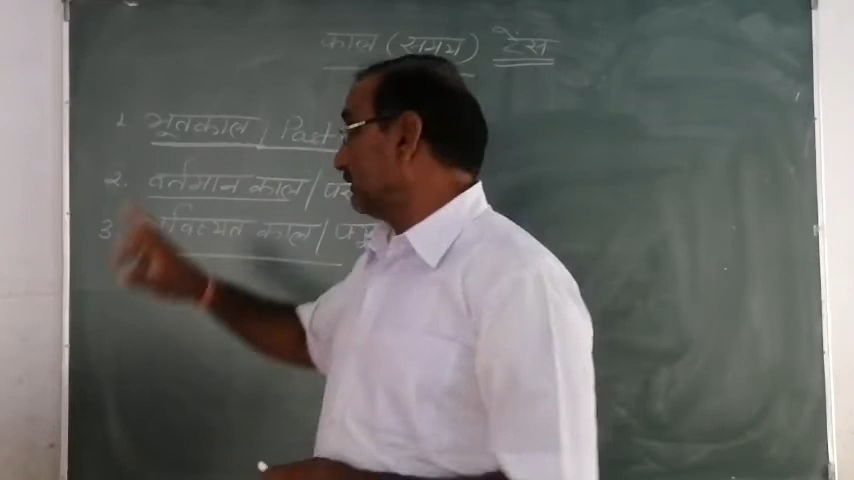 काल (समय) टेंस
1 भूतकाल / Past
2. वर्तमान काल /
3. काल /